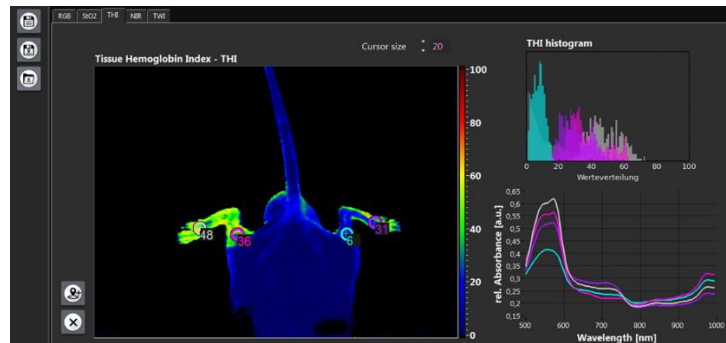 RGB StO2 THI NIR TWI
Cursor size 20
Tissue Hemoglobin Index - THI
100
80
60
40
20
0
48
36
6
31
THI histogram
0 20 40 60 80 100
Werteverteilung
rel. Absorbance [a.u.]
0,65
0,6
0,55
0,5
0,45
0,4
0,35
0,3
0,25
0,2
0,15
500 600 700 800 900 1000
Wavelength [nm]